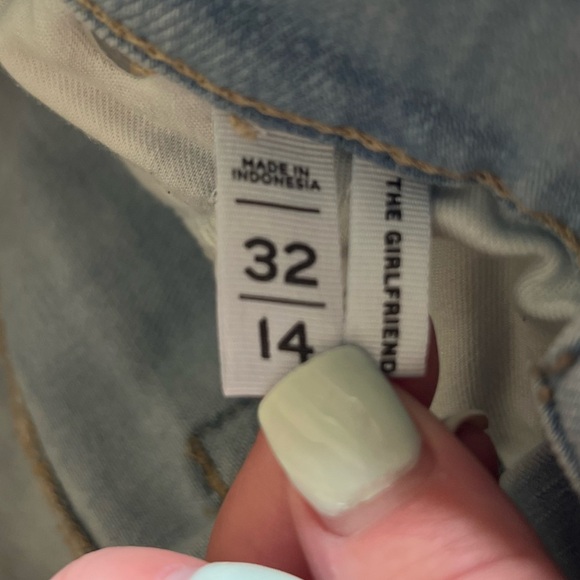 MADE IN
INDONESIA
32
14
THE GIRLFRIEND